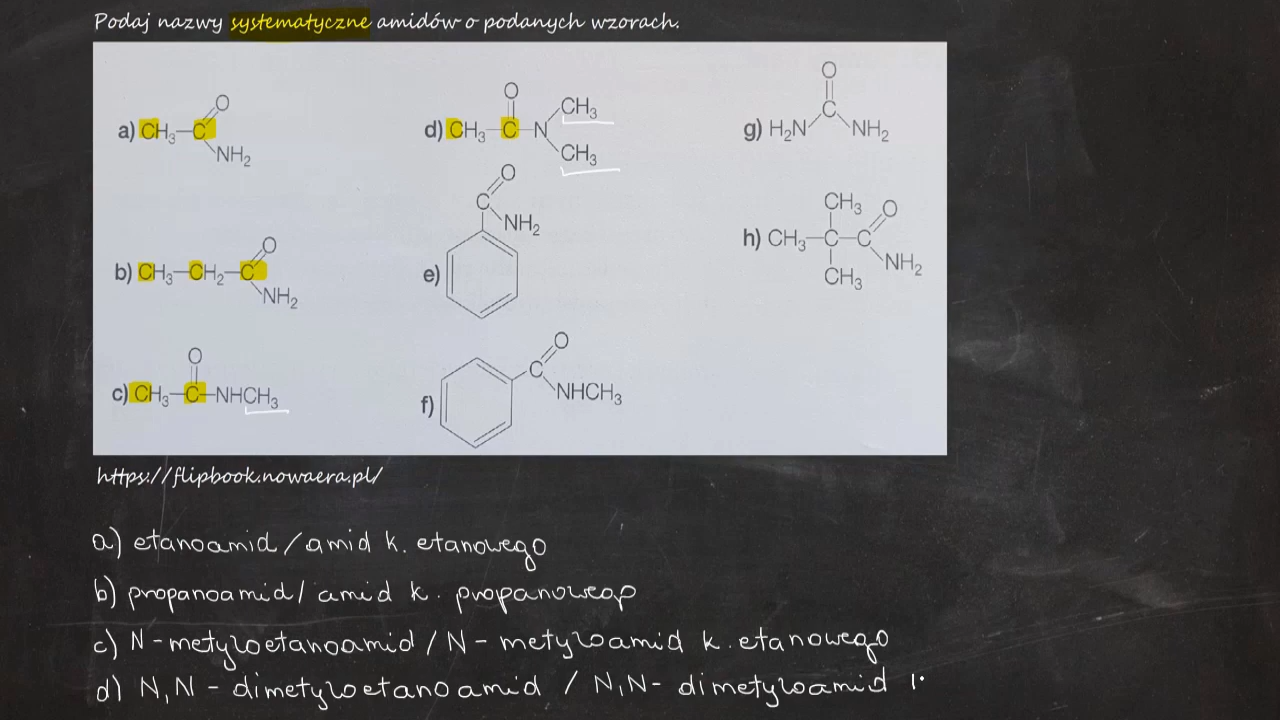 Podaj nazwy systematyczne amidów o podanych wzorach.
a) CH₃–C
O
NH₂
b) CH₃–CH₂–C
O
NH₂
c) CH₃–C–NHCH₃
O
d) CH₃–C–N
O
CH₃
CH₃
e)
C
O
NH₂
f)
C
O
NHCH₃
g) H₂N C NH₂
O
h) CH₃–C–C
CH₃
O
CH₃
NH₂
https://flipbook.nowaera.pl/
a) etanoamid / amid k. etanowego
b) propanoamid / amid k. propanowego
c) N-metyloetanoamid / N-metyloamid k. etanowego
d) N,N-dimetyloetanoamid / N,N-dimetyloamid